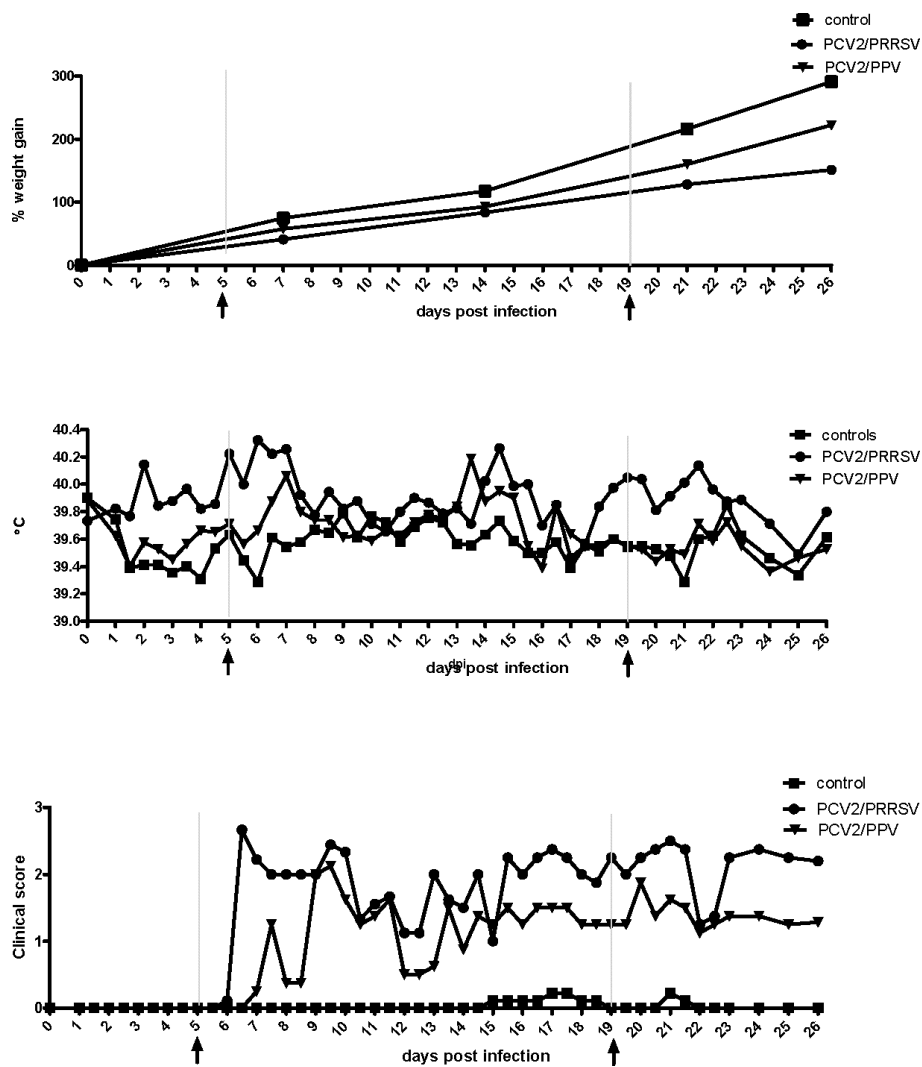 control
PCV2/PRRSV
PCV2/PPV
300
200
100
0
% weight gain
0 1 2 3 4 5 6 7 8 9 10 11 12 13 14 15 16 17 18 19 20 21 22 23 24 25 26
days post infection
controls
PCV2/PRRSV
PCV2/PPV
40.4
40.2
40.0
39.8
39.6
39.4
39.2
39.0
°C
0 1 2 3 4 5 6 7 8 9 10 11 12 13 14 15 16 17 18 19 20 21 22 23 24 25 26
dpi
days post infection
control
PCV2/PRRSV
PCV2/PPV
3
2
1
0
Clinical score
0 1 2 3 4 5 6 7 8 9 10 11 12 13 14 15 16 17 18 19 20 21 22 23 24 25 26
days post infection